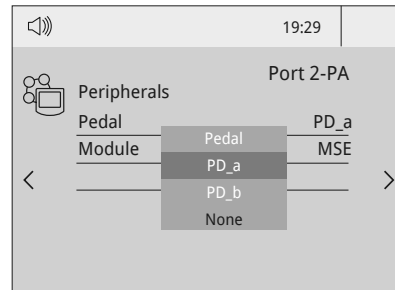 19:29
Port 2-PA
Peripherals
Pedal PD_a
Module MSE
Pedal
PD_a
PD_b
None